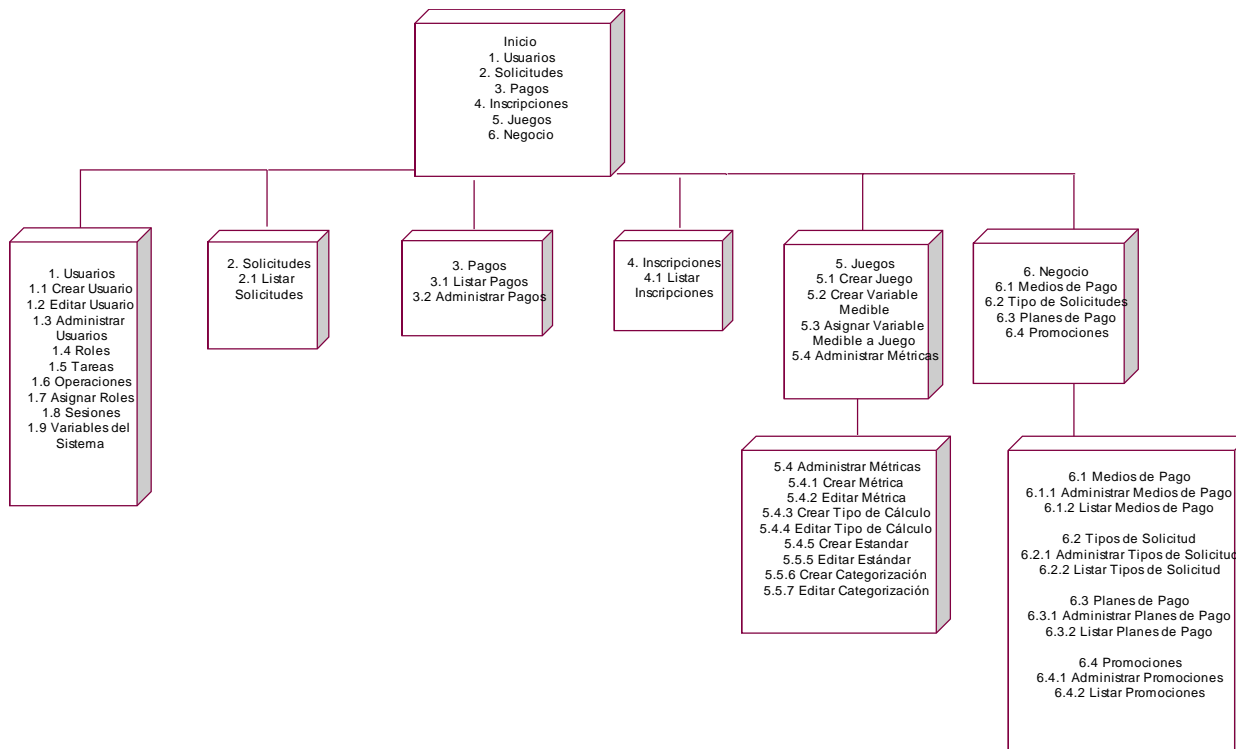 Inicio
1. Usuarios
2. Solicitudes
3. Pagos
4. Inscripciones
5. Juegos
6. Negocio
1. Usuarios
1.1 Crear Usuario
1.2 Editar Usuario
1.3 Administrar
Usuarios
1.4 Roles
1.5 Tareas
1.6 Operaciones
1.7 Asignar Roles
1.8 Sesiones
1.9 Variables del
Sistema
2. Solicitudes
2.1 Listar
Solicitudes
3. Pagos
3.1 Listar Pagos
3.2 Administrar Pagos
4. Inscripciones
4.1 Listar
Inscripciones
5. Juegos
5.1 Crear Juego
5.2 Crear Variable
Medible
5.3 Asignar Variable
Medible a Juego
5.4 Administrar Métricas
6. Negocio
6.1 Medios de Pago
6.2 Tipo de Solicitudes
6.3 Planes de Pago
6.4 Promociones
5.4 Administrar Métricas
5.4.1 Crear Métrica
5.4.2 Editar Métrica
5.4.3 Crear Tipo de Cálculo
5.4.4 Editar Tipo de Cálculo
5.4.5 Crear Estandar
5.5.5 Editar Estándar
5.5.6 Crear Categorización
5.5.7 Editar Categorización
6.1 Medios de Pago
6.1.1 Administrar Medios de Pago
6.1.2 Listar Medios de Pago
6.2 Tipos de Solicitud
6.2.1 Administrar Tipos de Solicitud
6.2.2 Listar Tipos de Solicitud
6.3 Planes de Pago
6.3.1 Administrar Planes de Pago
6.3.2 Listar Planes de Pago
6.4 Promociones
6.4.1 Administrar Promociones
6.4.2 Listar Promociones